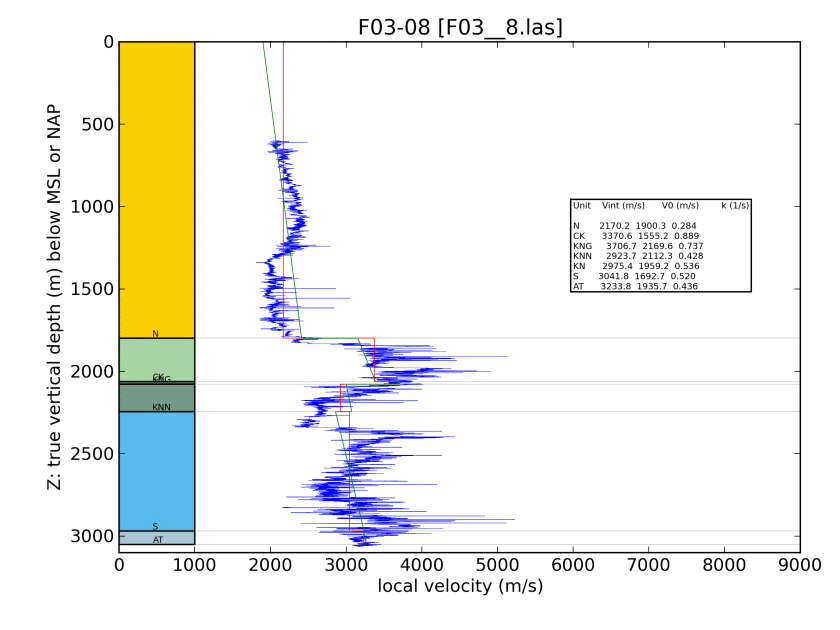 F03-08 [F03__8.las]
0
500
1000
1500
2000
2500
3000
Z: true vertical depth (m) below MSL or NAP
N
CK
KNG
KNN
S
AT
Unit Vint (m/s) V0 (m/s) k (1/s)
N 2170.2 1900.3 0.284
CK 3370.6 1555.2 0.889
KNG 3706.7 2169.6 0.737
KNN 2923.7 2112.3 0.428
KN 2975.4 1959.2 0.536
S 3041.8 1692.7 0.520
AT 3233.8 1935.7 0.436
0 1000 2000 3000 4000 5000 6000 7000 8000 9000
local velocity (m/s)